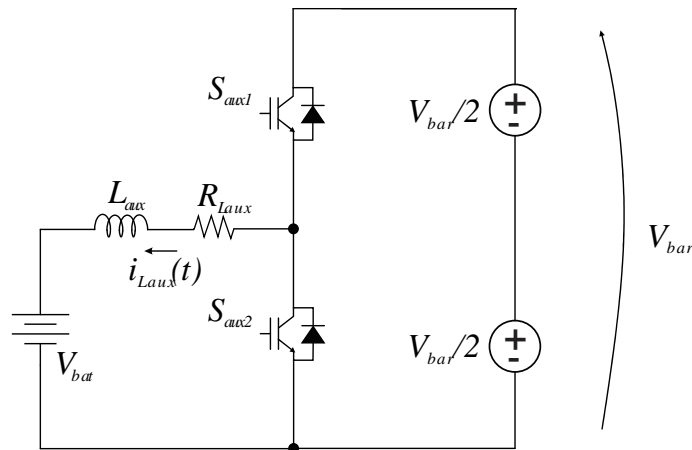 S_aux1
V_bar/2
+
-
L_aux
R_Laux
V_bar
i_Laux(t)
S_aux2
V_bar/2
+
-
V_bat